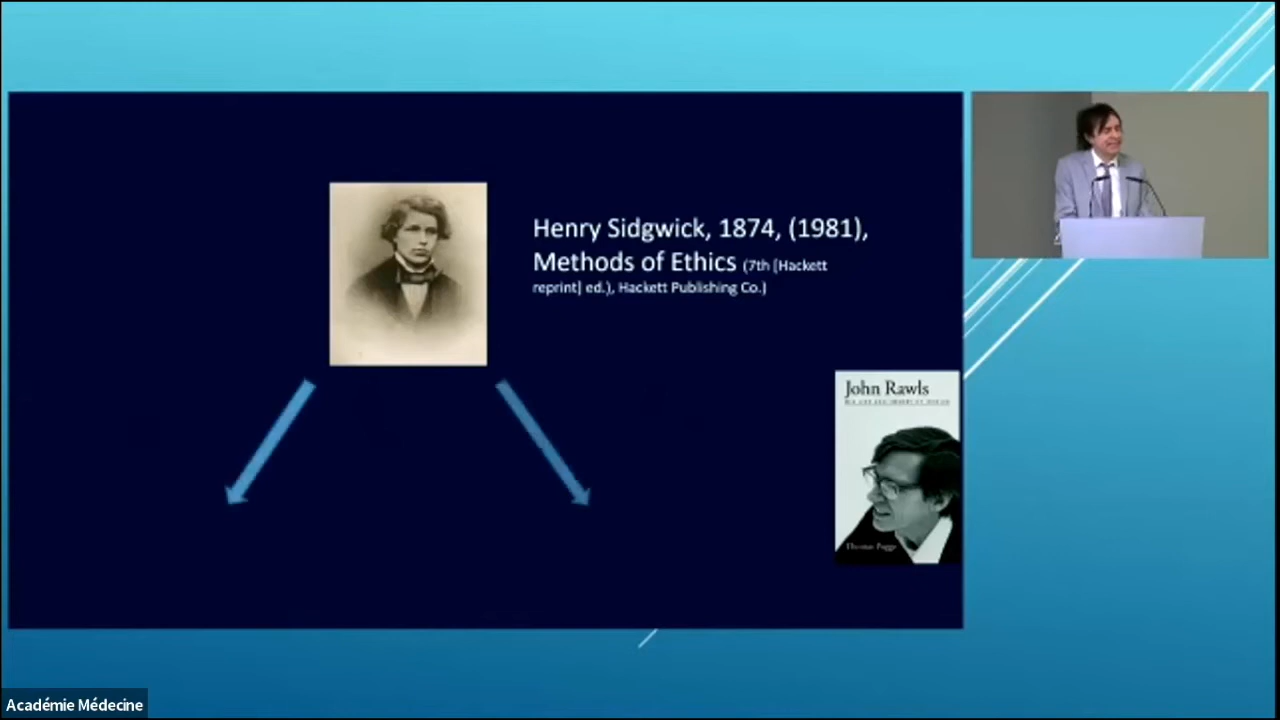 Henry Sidgwick, 1874, (1981),
Methods of Ethics (7th [Hackett
reprint] ed.), Hackett Publishing Co.)
John Rawls
Thomas Pogge
Académie Médecine